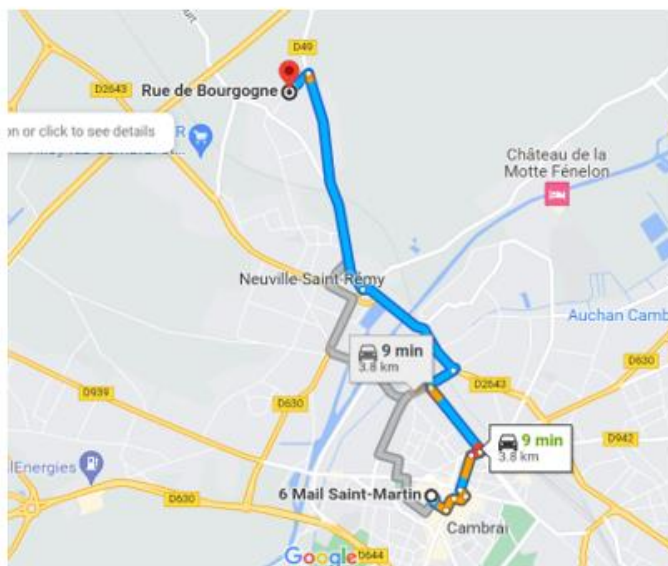 D49
D2643
Rue de Bourgogne
on or click to see details
Château de la
Motte Fénelon
Neuville-Saint-Rémy
Auchan Camb
9 min
3.8 km
D630
D2643
D939
D630
D942
9 min
3.8 km
lEnergies
D630
6 Mail Saint-Martin
Cambrai
Google
D644